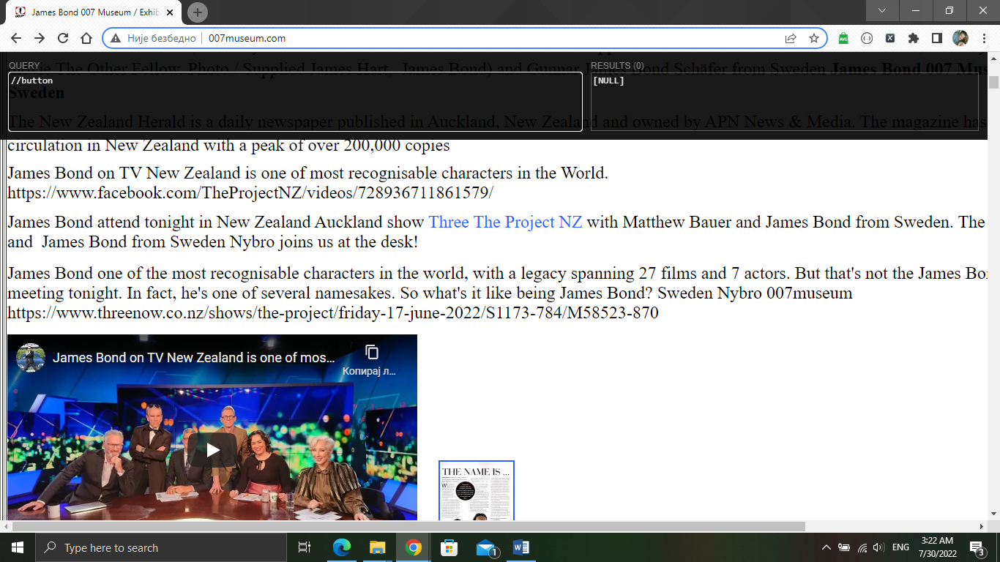 James Bond 007 Museum / Exhib
Није безбедно
007museum.com
AVG
QUERY
RESULTS (0)
//button
[NULL]
The Other Fellow. Photo / Supplied James Hart, James Bond) and Gunnar James Bond Schäfer from Sweden James Bond 007 Mus
Sweden
The New Zealand Herald is a daily newspaper published in Auckland, New Zealand and owned by APN News & Media. The magazine has
circulation in New Zealand with a peak of over 200,000 copies
James Bond on TV New Zealand is one of most recognisable characters in the World.
https://www.facebook.com/TheProjectNZ/videos/728936711861579/
James Bond attend tonight in New Zealand Auckland show Three The Project NZ with Matthew Bauer and James Bond from Sweden. The
and James Bond from Sweden Nybro joins us at the desk!
James Bond one of the most recognisable characters in the world, with a legacy spanning 27 films and 7 actors. But that's not the James Bo
meeting tonight. In fact, he's one of several namesakes. So what's it like being James Bond? Sweden Nybro 007museum
https://www.threenow.co.nz/shows/the-project/friday-17-june-2022/S1173-784/M58523-870
James Bond on TV New Zealand is one of mos...
Копирај л...
THE NAME IS ...
Type here to search
1
ENG
3:22 AM
7/30/2022
3